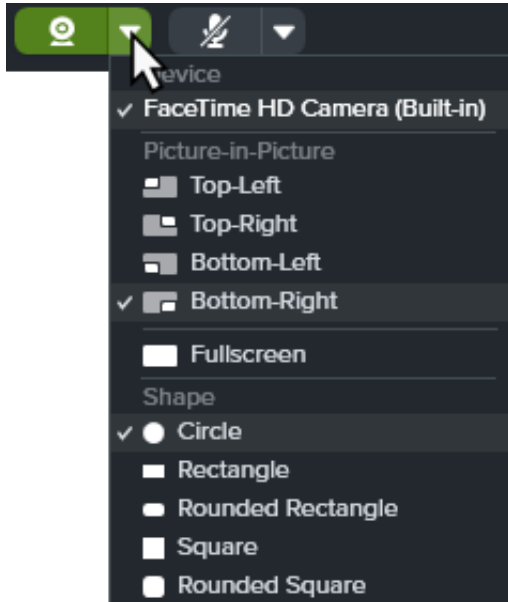 Device
FaceTime HD Camera (Built-in)
Picture-in-Picture
Top-Left
Top-Right
Bottom-Left
Bottom-Right
Fullscreen
Shape
Circle
Rectangle
Rounded Rectangle
Square
Rounded Square